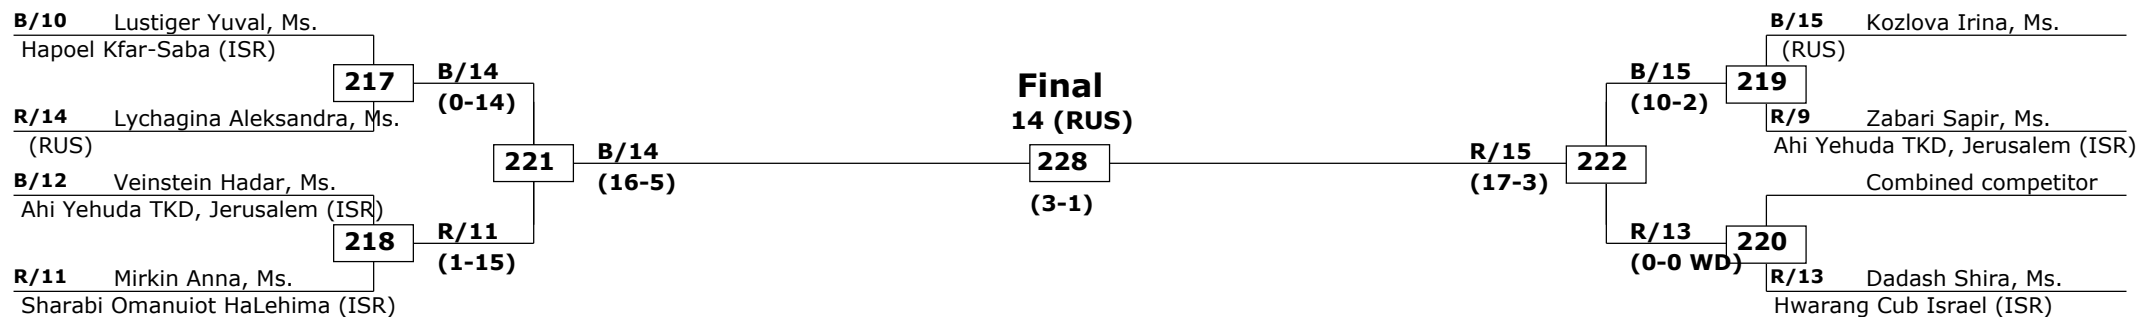 B/10 Lustiger Yuval, Ms.
Hapoel Kfar-Saba (ISR)
217
B/14
(0-14)
R/14 Lychagina Aleksandra, Ms.
(RUS)
221
B/14
(16-5)
B/12 Veinstein Hadar, Ms.
Ahi Yehuda TKD, Jerusalem (ISR)
218
R/11
(1-15)
R/11 Mirkin Anna, Ms.
Sharabi Omanuiot HaLehima (ISR)
Final
14 (RUS)
228
(3-1)
B/15 Kozlova Irina, Ms.
(RUS)
B/15
(10-2)
219
R/9 Zabari Sapir, Ms.
Ahi Yehuda TKD, Jerusalem (ISR)
R/15
(17-3)
222
Combined competitor
R/13
(0-0 WD)
220
R/13 Dadash Shira, Ms.
Hwarang Cub Israel (ISR)